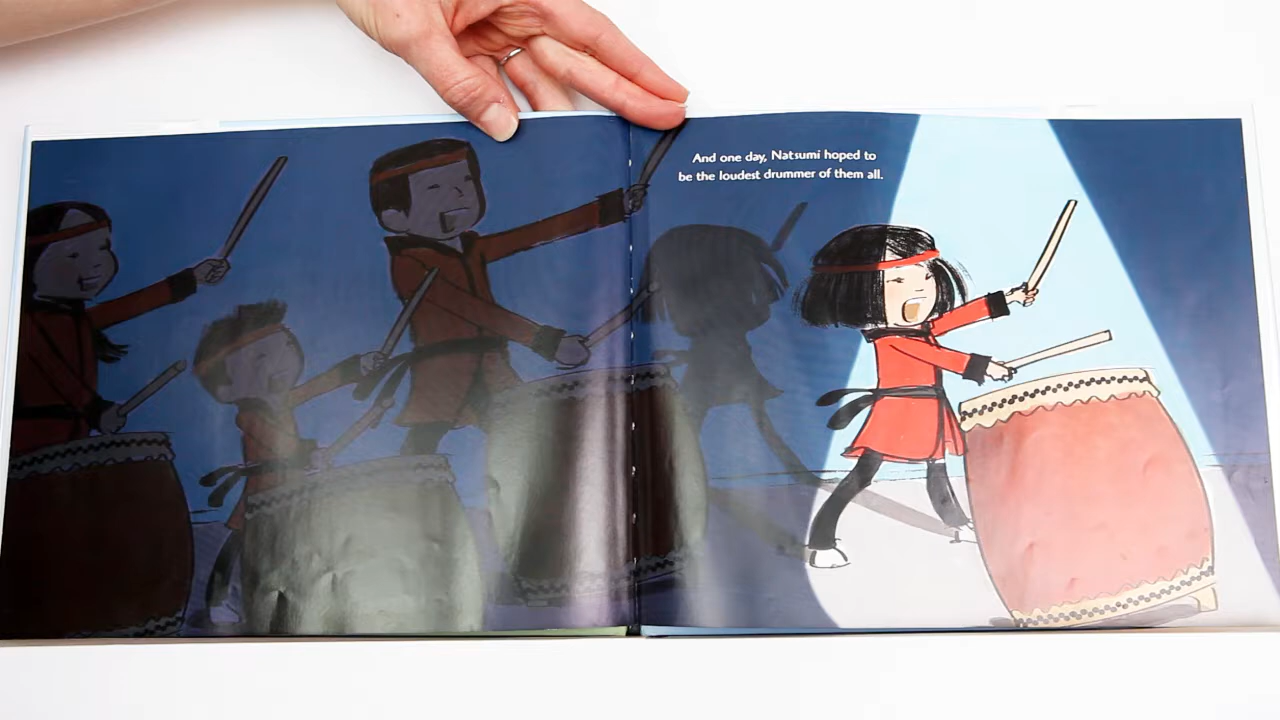 And one day, Natsumi hoped to
be the loudest drummer of them all.